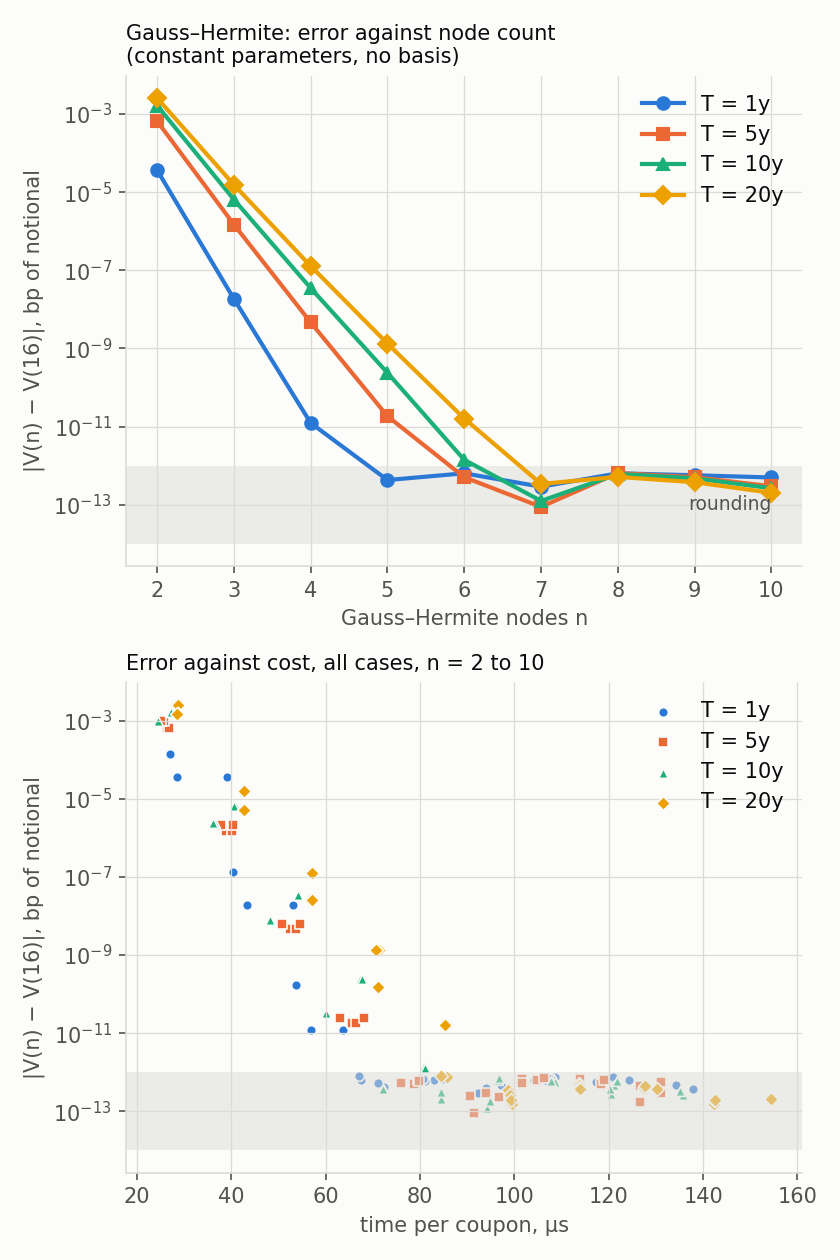 Gauss–Hermite: error against node count
(constant parameters, no basis)
|V(n) − V(16)|, bp of notional
10⁻³
10⁻⁵
10⁻⁷
10⁻⁹
10⁻¹¹
10⁻¹³
T = 1y
T = 5y
T = 10y
T = 20y
rounding
2 3 4 5 6 7 8 9 10
Gauss–Hermite nodes n
Error against cost, all cases, n = 2 to 10
|V(n) − V(16)|, bp of notional
10⁻³
10⁻⁵
10⁻⁷
10⁻⁹
10⁻¹¹
10⁻¹³
T = 1y
T = 5y
T = 10y
T = 20y
20 40 60 80 100 120 140 160
time per coupon, μs